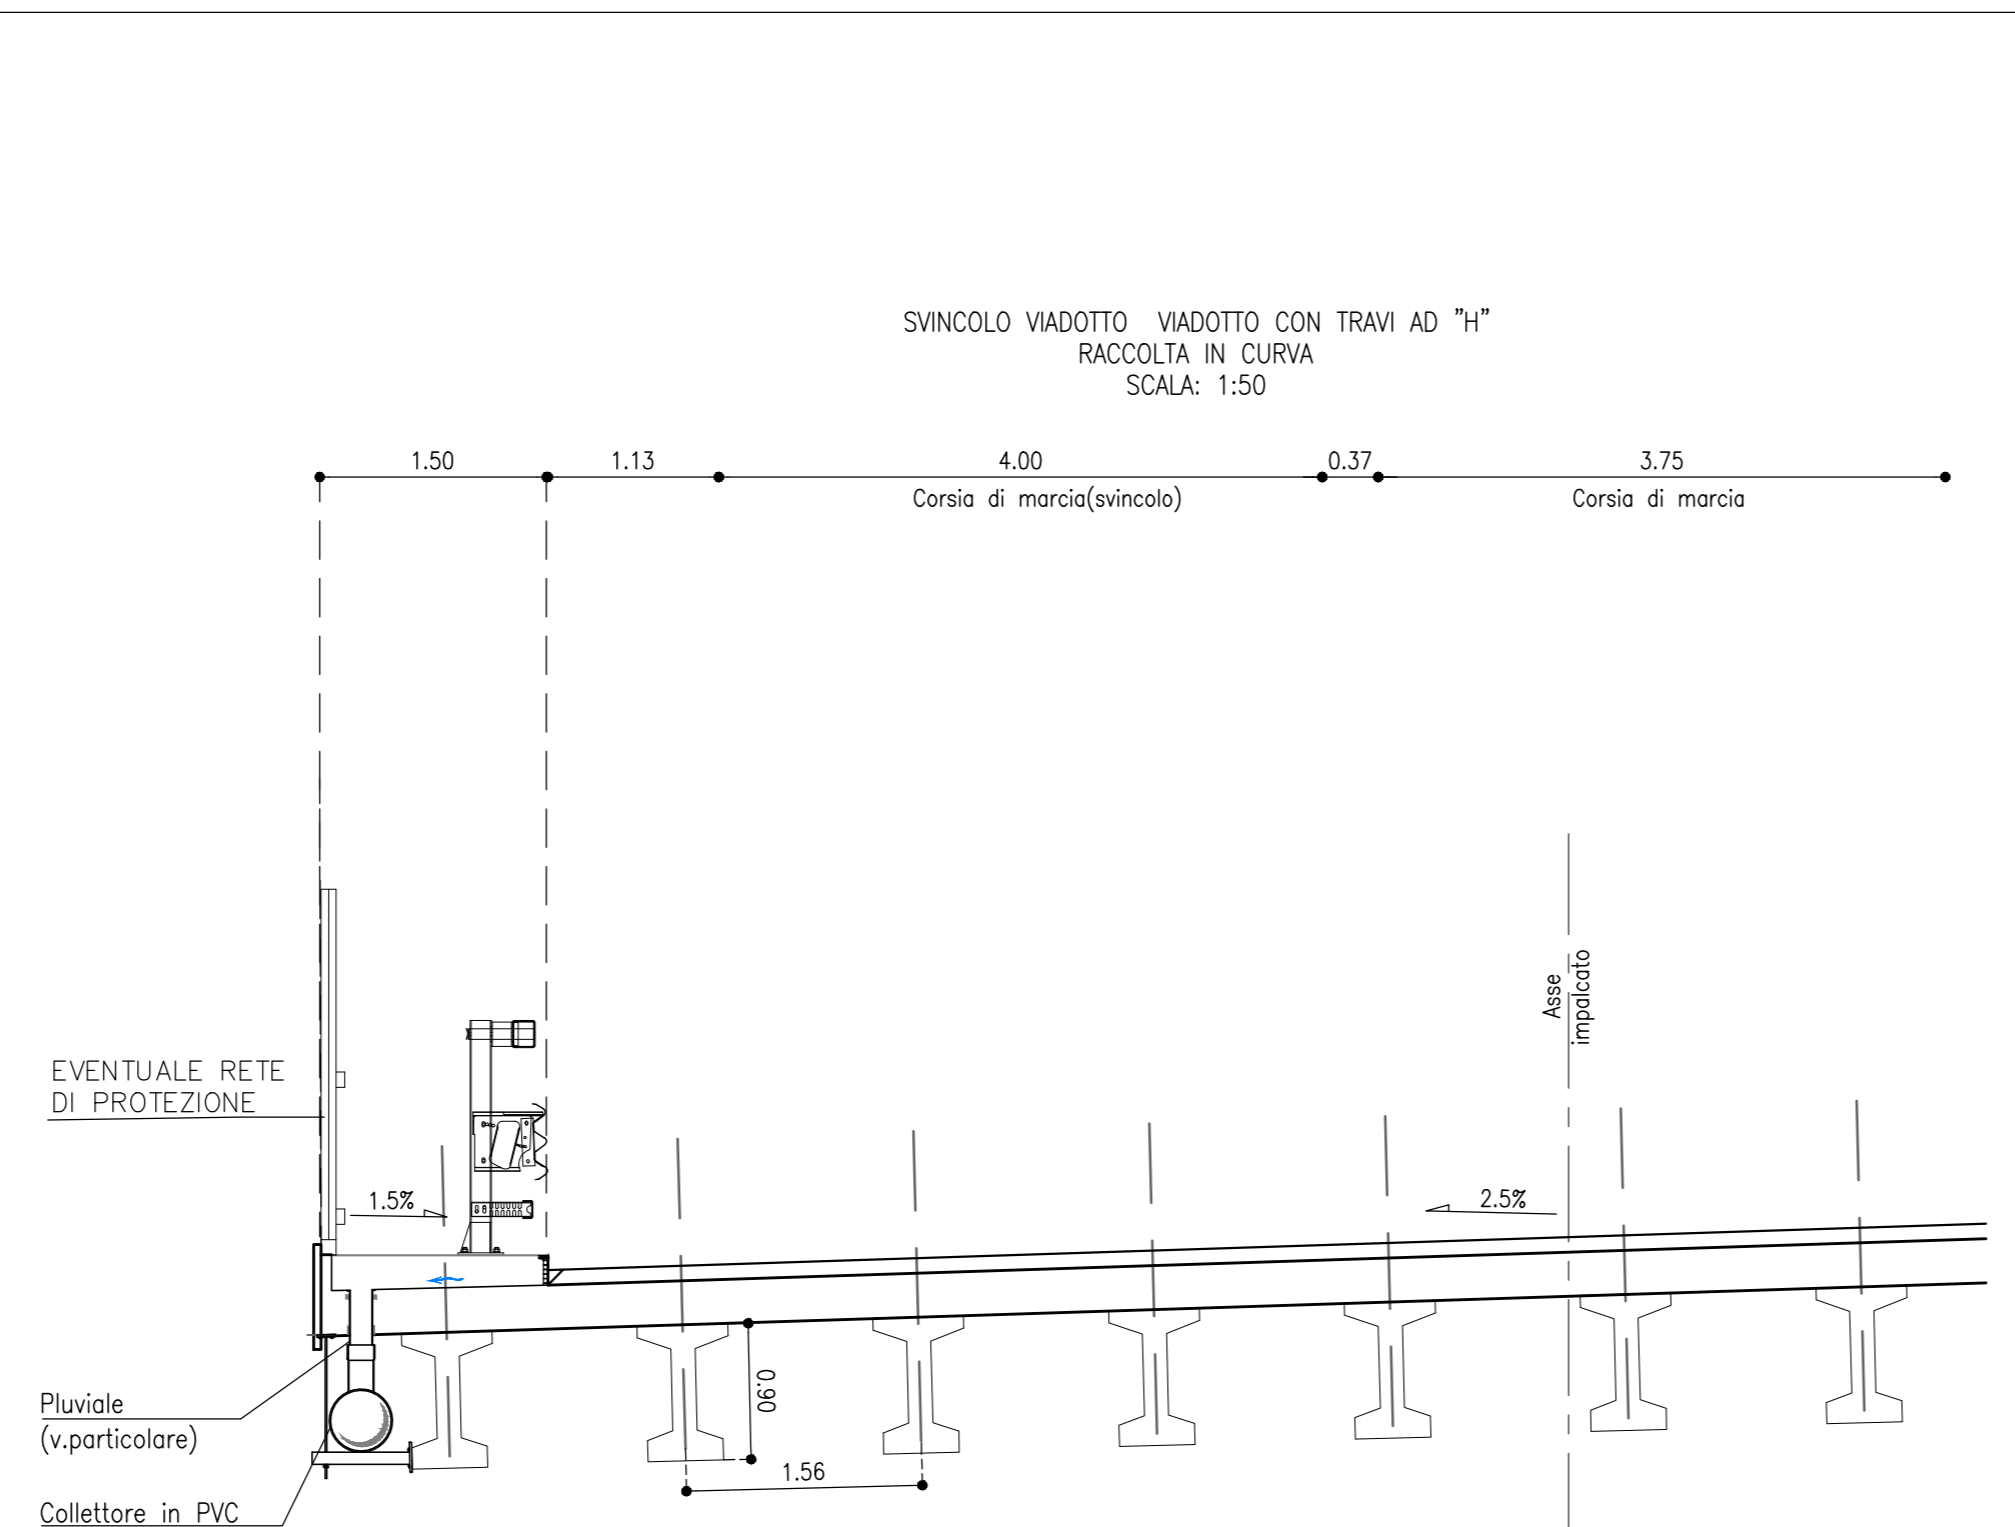 SVINCOLO VIADOTTO VIADOTTO CON TRAVI AD "H"
RACCOLTA IN CURVA
SCALA: 1:50
1.50 1.13 4.00 0.37 3.75
Corsia di marcia(svincolo) Corsia di marcia
Asse
impalcato
EVENTUALE RETE
DI PROTEZIONE
1.5% 2.5%
0.90
Pluviale
(v.particolare)
1.56
Collettore in PVC